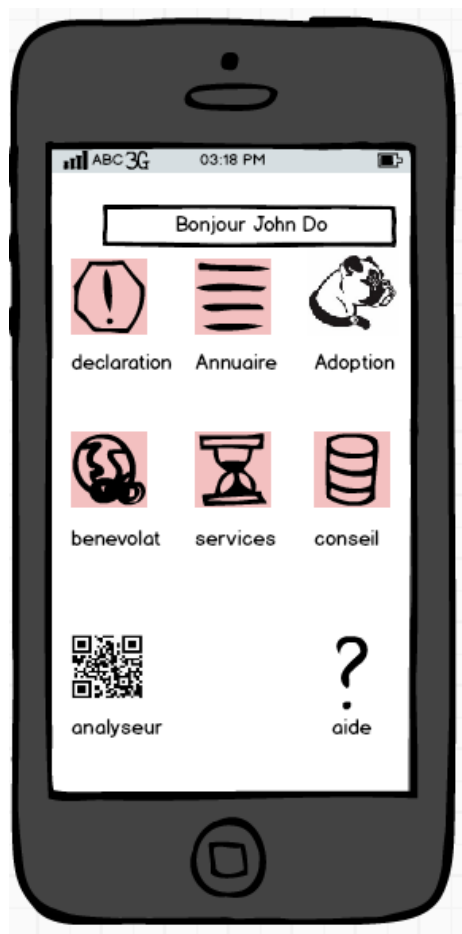 ABC 3G 03:18 PM
Bonjour John Do
declaration Annuaire Adoption
benevolat services conseil
analyseur aide